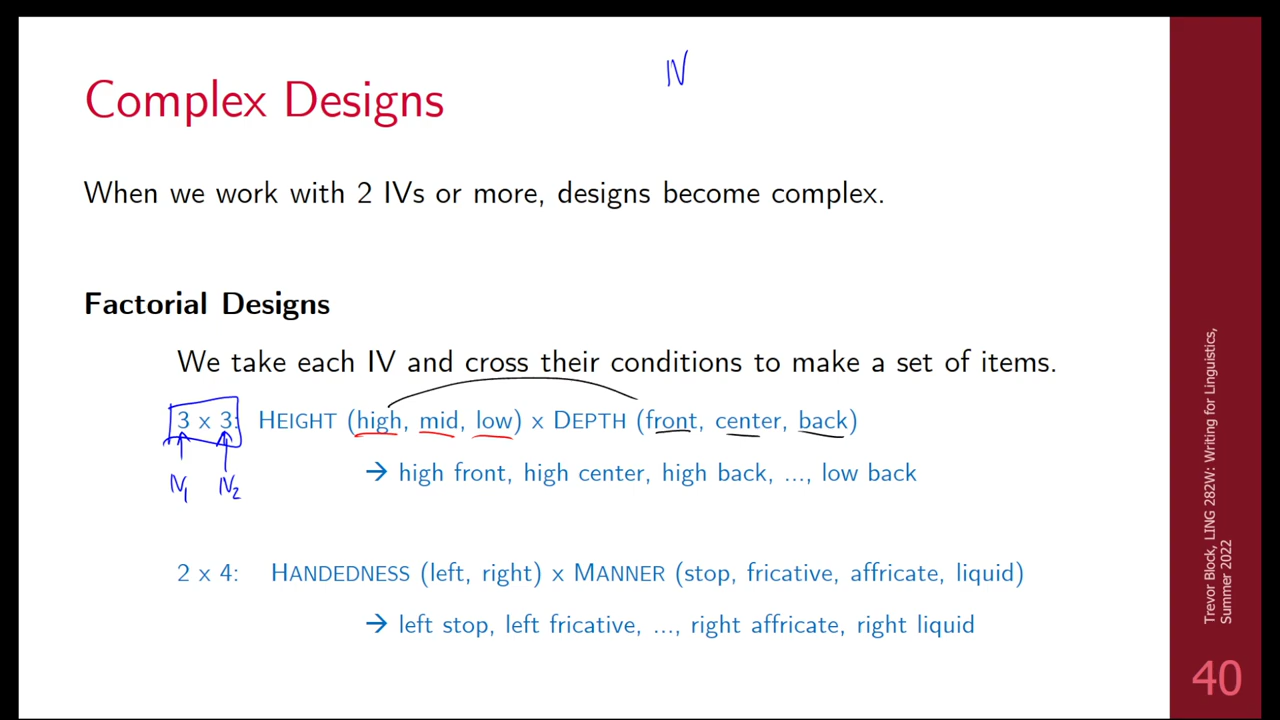 IV
Complex Designs
When we work with 2 IVs or more, designs become complex.
Factorial Designs
We take each IV and cross their conditions to make a set of items.
3 x 3: HEIGHT (high, mid, low) x DEPTH (front, center, back)
→ high front, high center, high back, ..., low back
IV1 IV2
2 x 4: HANDEDNESS (left, right) x MANNER (stop, fricative, affricate, liquid)
→ left stop, left fricative, ..., right affricate, right liquid
Trevor Block, LING 282W: Writing for Linguistics,
Summer 2022
40